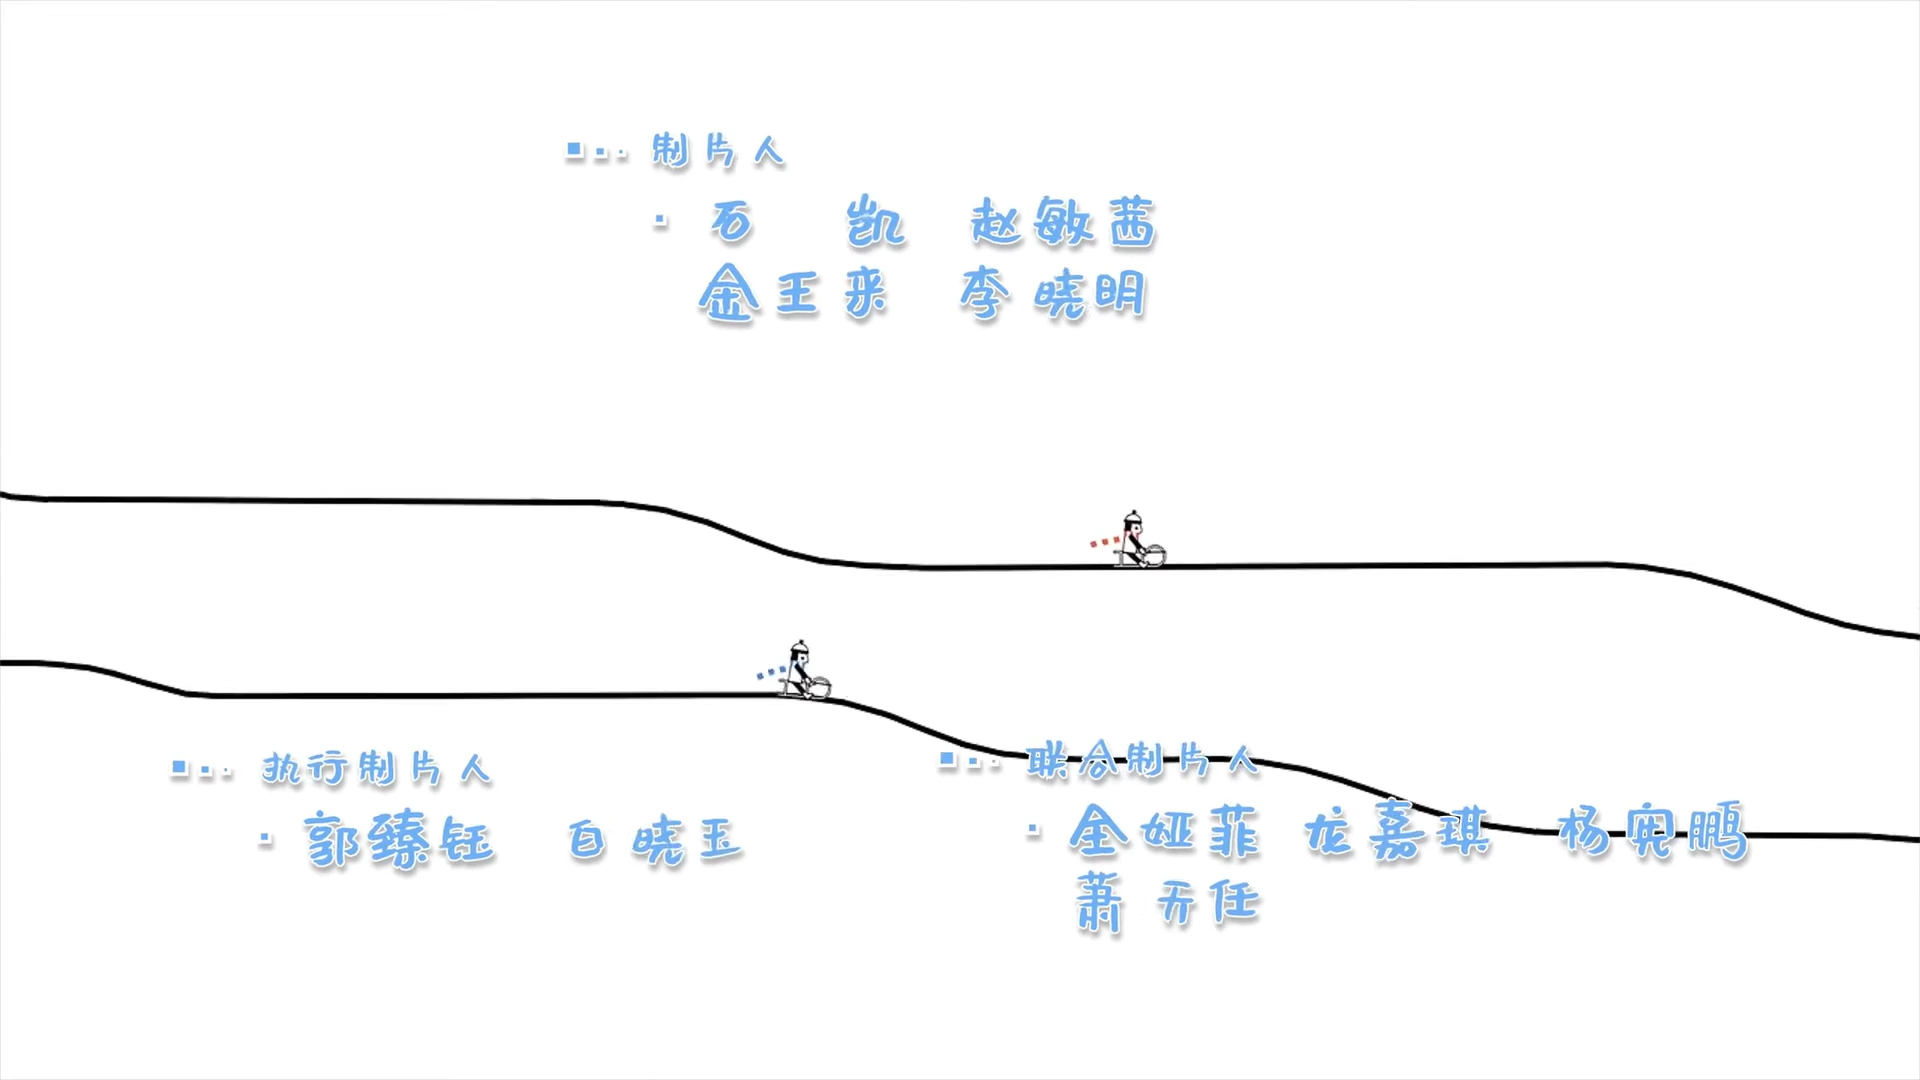 制片人
石 凯 赵敏茜
金王来 李晓明
执行制片人
郭臻钰 白晓玉
联合制片人
全娅菲 龙嘉琪 杨宪鹏
萧 天任